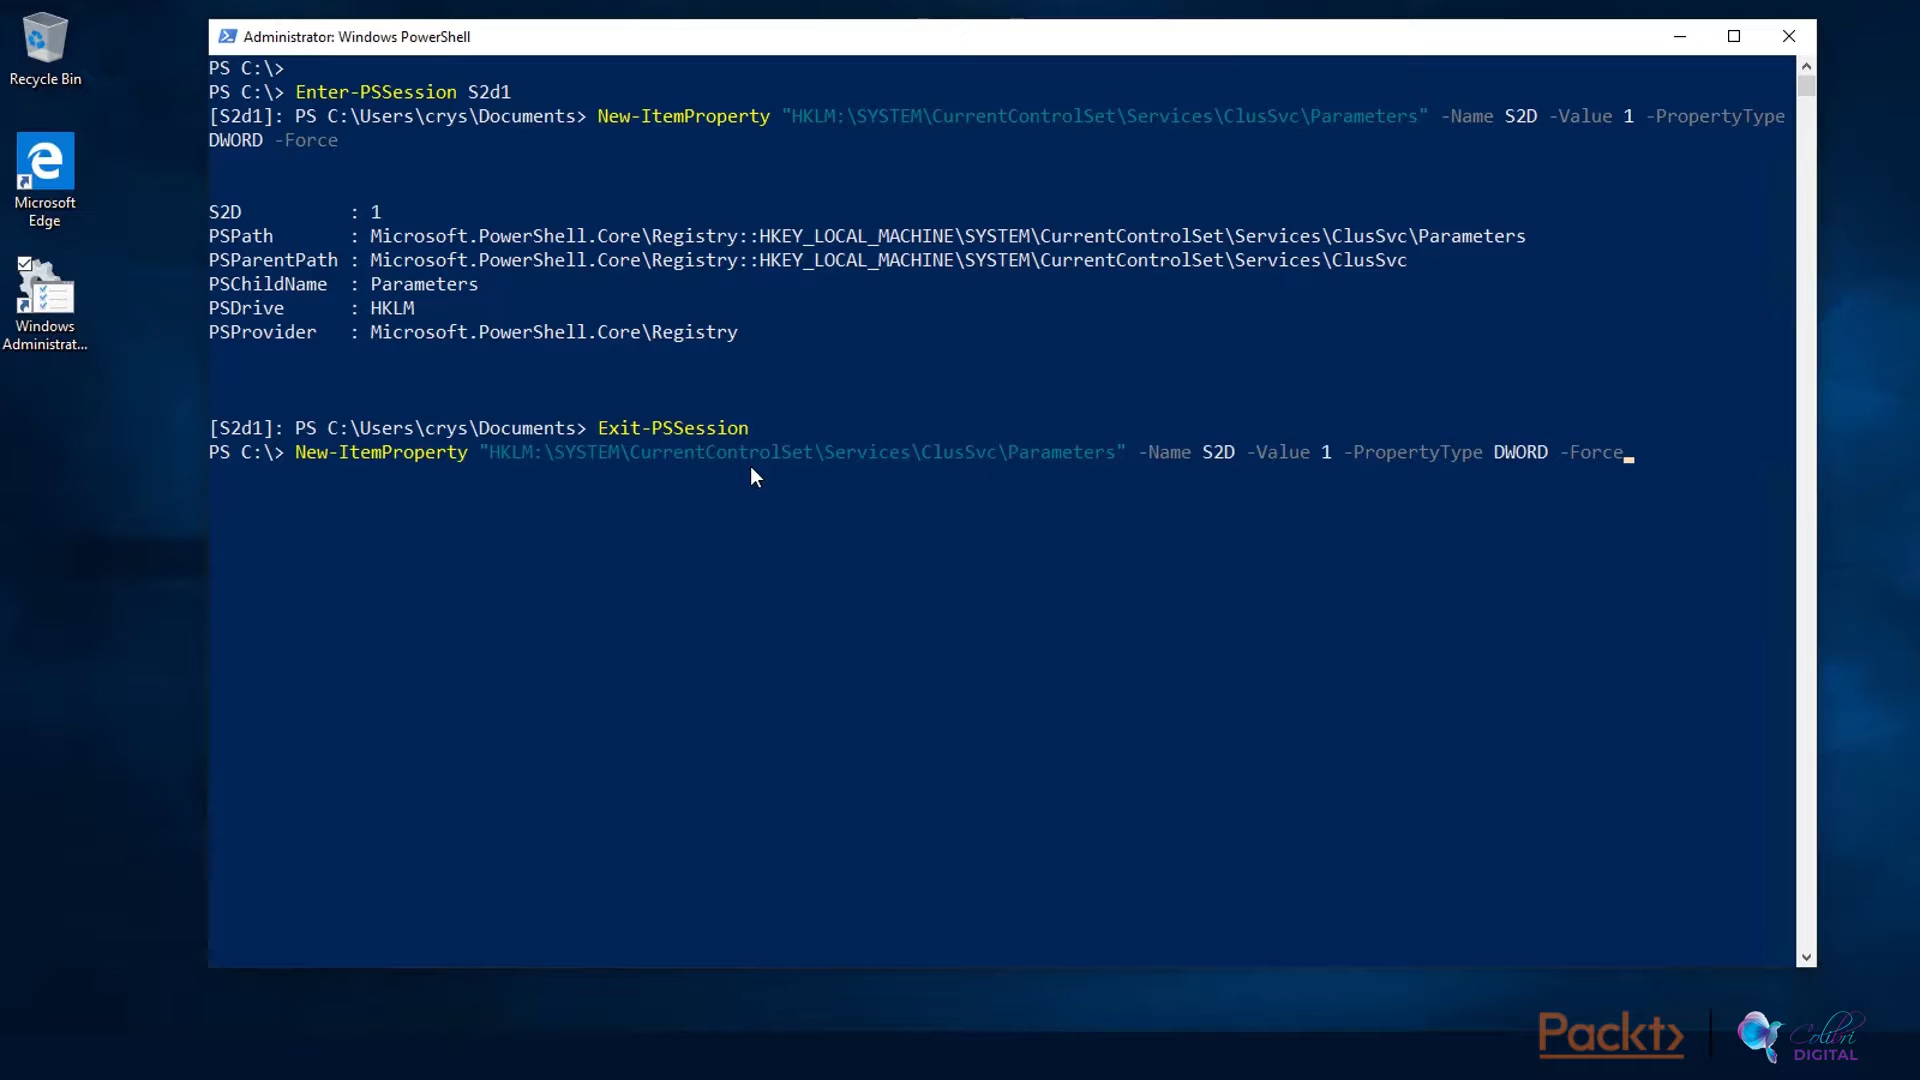 Recycle Bin
Microsoft
Edge
Windows
Administrat...
Administrator: Windows PowerShell
PS C:\>
PS C:\> Enter-PSSession S2d1
[S2d1]: PS C:\Users\crys\Documents> New-ItemProperty "HKLM:\SYSTEM\CurrentControlSet\Services\ClusSvc\Parameters" -Name S2D -Value 1 -PropertyType
DWORD -Force
S2D : 1
PSPath : Microsoft.PowerShell.Core\Registry::HKEY_LOCAL_MACHINE\SYSTEM\CurrentControlSet\Services\ClusSvc\Parameters
PSParentPath : Microsoft.PowerShell.Core\Registry::HKEY_LOCAL_MACHINE\SYSTEM\CurrentControlSet\Services\ClusSvc
PSChildName : Parameters
PSDrive : HKLM
PSProvider : Microsoft.PowerShell.Core\Registry
[S2d1]: PS C:\Users\crys\Documents> Exit-PSSession
PS C:\> New-ItemProperty "HKLM:\SYSTEM\CurrentControlSet\Services\ClusSvc\Parameters" -Name S2D -Value 1 -PropertyType DWORD -Force
Packt>
Colibri
DIGITAL